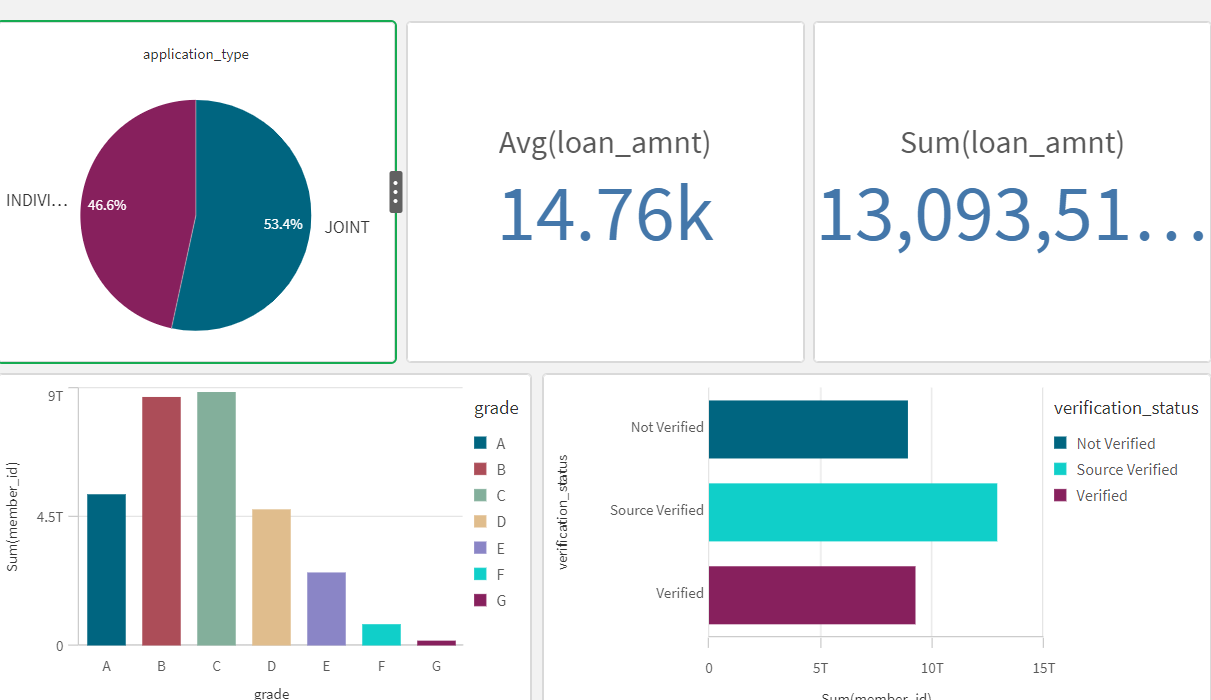 application_type
INDIVI…
46.6%
53.4%
JOINT
Avg(loan_amnt)
14.76k
Sum(loan_amnt)
13,093,51…
9T
4.5T
0
Sum(member_id)
A
B
C
D
E
F
G
grade
grade
A
B
C
D
E
F
G
verification_status
Not Verified
Source Verified
Verified
0
5T
10T
15T
Sum(member_id)
verification_status
Not Verified
Source Verified
Verified